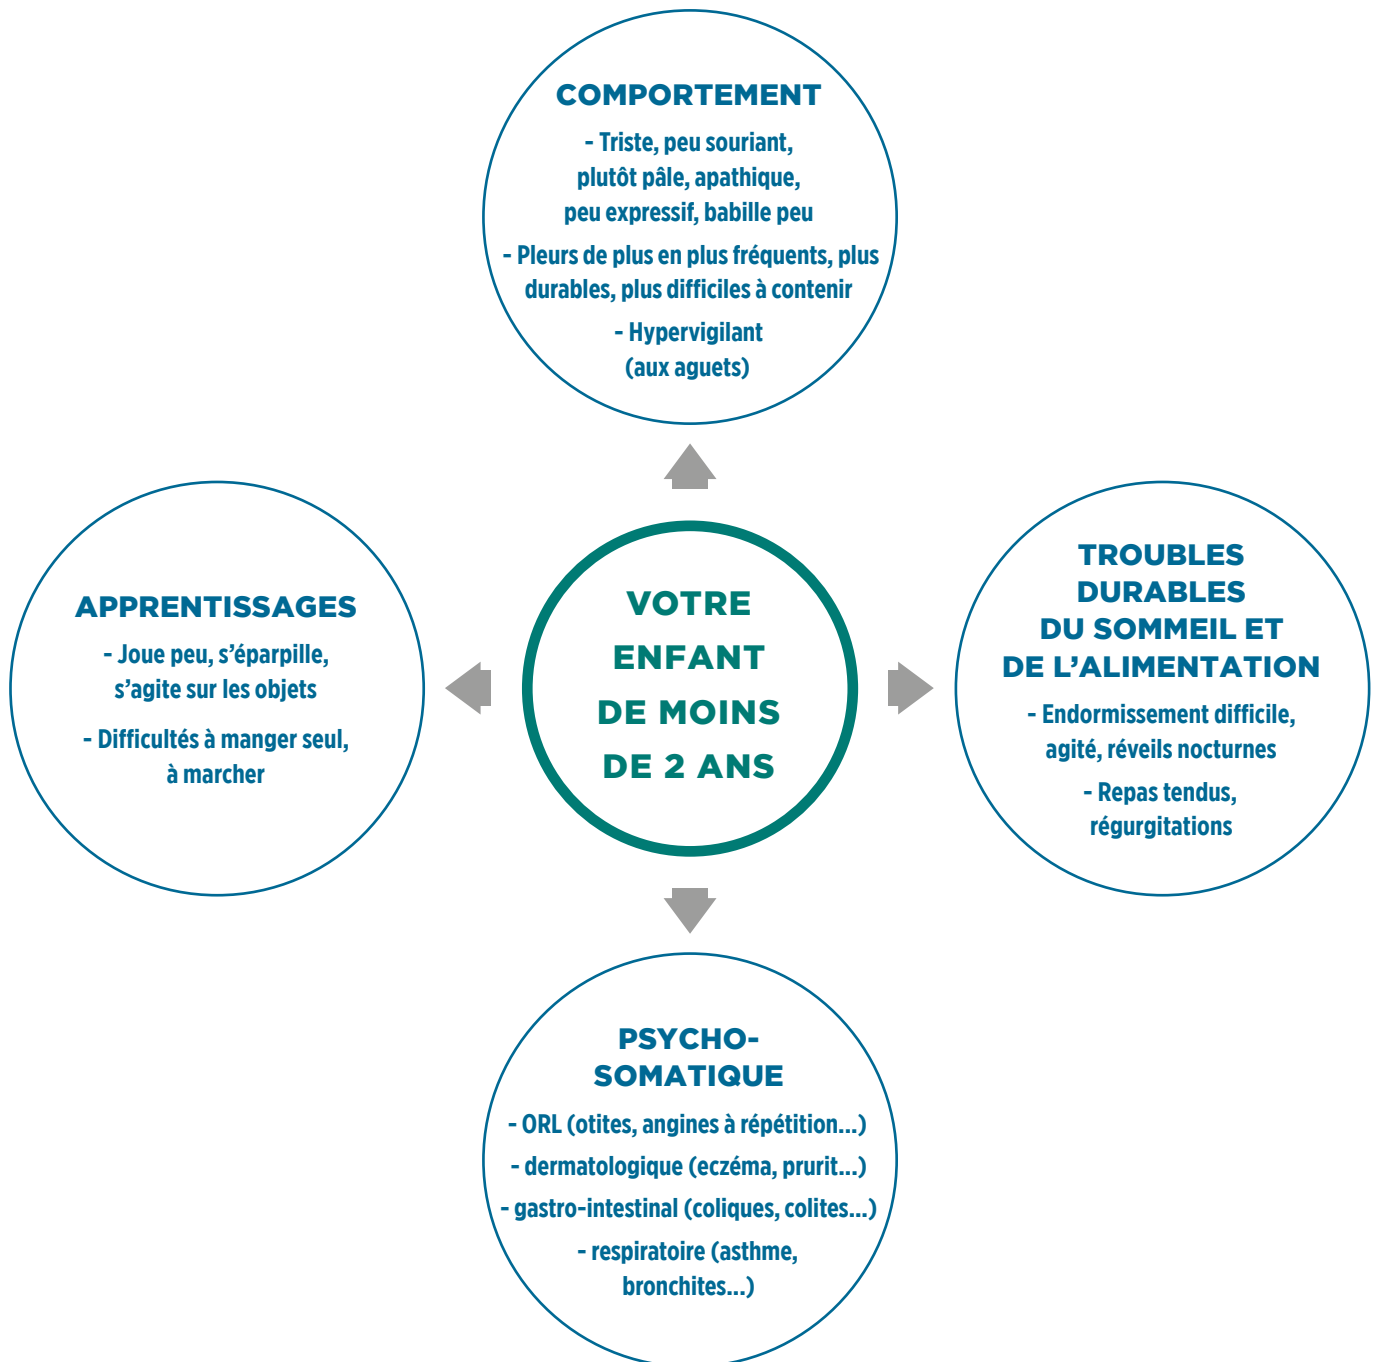 COMPORTEMENT
- Triste, peu souriant,
plutôt pâle, apathique,
peu expressif, babille peu
- Pleurs de plus en plus fréquents, plus
durables, plus difficiles à contenir
- Hypervigilant
(aux aguets)
APPRENTISSAGES
- Joue peu, s’éparpille,
s’agite sur les objets
- Difficultés à manger seul,
à marcher
VOTRE
ENFANT
DE MOINS
DE 2 ANS
TROUBLES
DURABLES
DU SOMMEIL ET
DE L’ALIMENTATION
- Endormissement difficile,
agité, réveils nocturnes
- Repas tendus,
régurgitations
PSYCHO-
SOMATIQUE
- ORL (otites, angines à répétition...)
- dermatologique (eczéma, prurit...)
- gastro-intestinal (coliques, colites...)
- respiratoire (asthme,
bronchites...)